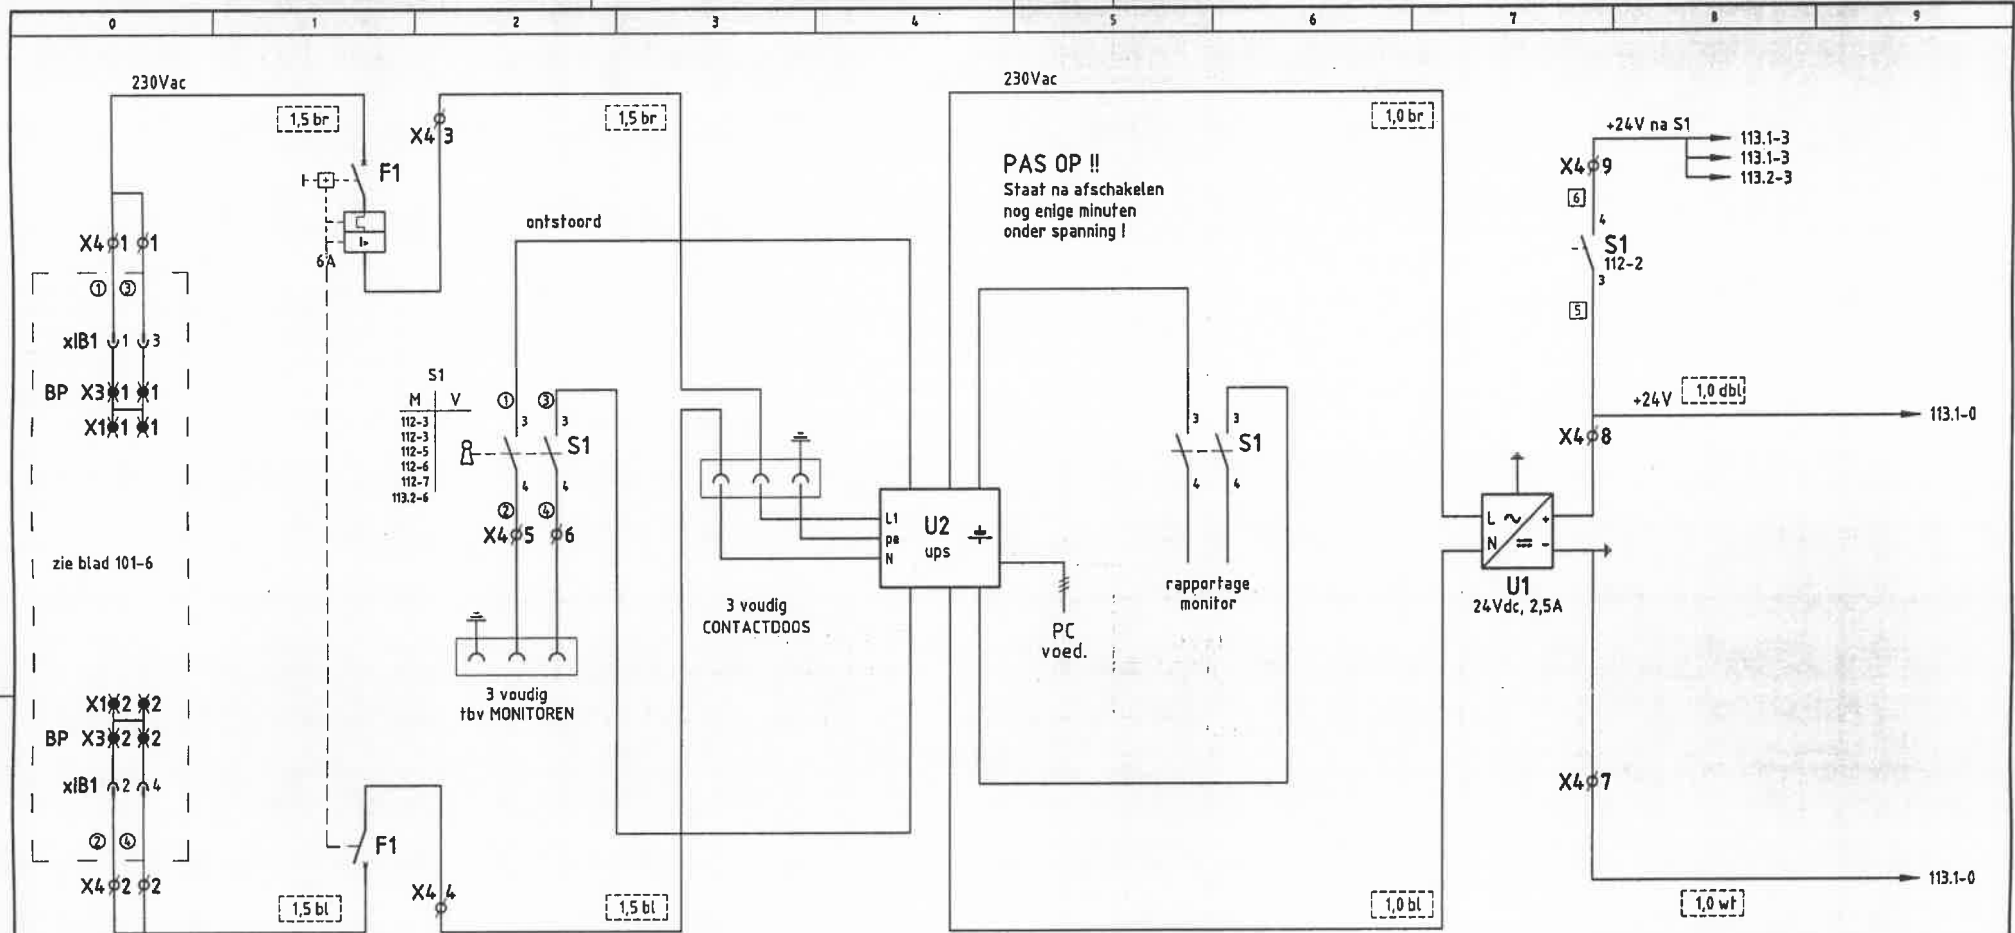 0 1 2 3 4 5 6 7 8 9
230Vac
1,5 br
X4 3
F1
6A
I>
X4 1 1
① ③
xIB1 1 3
BP X3 1 1
X1 1 1
zie blad 101-6
X1 2 2
BP X3 2 2
xIB1 2 4
② ④
X4 2 2
1,5 bl
F1
X4 4
1,5 br
ontstoord
S1
M V
112-3
112-3
112-5
112-6
112-7
113.2-6
① ③
3 3
S1
4 4
② ④
X4 5 6
3 voudig
tbv MONITOREN
3 voudig
CONTACTDOOS
1,5 bl
230Vac
1,0 br
PAS OP !!
Staat na afschakelen
nog enige minuten
onder spanning !
L1
pe
N
U2
ups
PC
voed.
3 3
S1
4 4
rapportage
monitor
1,0 bl
+24V na S1
113.1-3
113.1-3
113.2-3
X4 9
6
4
S1
112-2
3
5
+24V
1,0 dbl
113.1-0
X4 8
L
N
+
-
U1
24Vdc, 2,5A
X4 7
113.1-0
1,0 wt